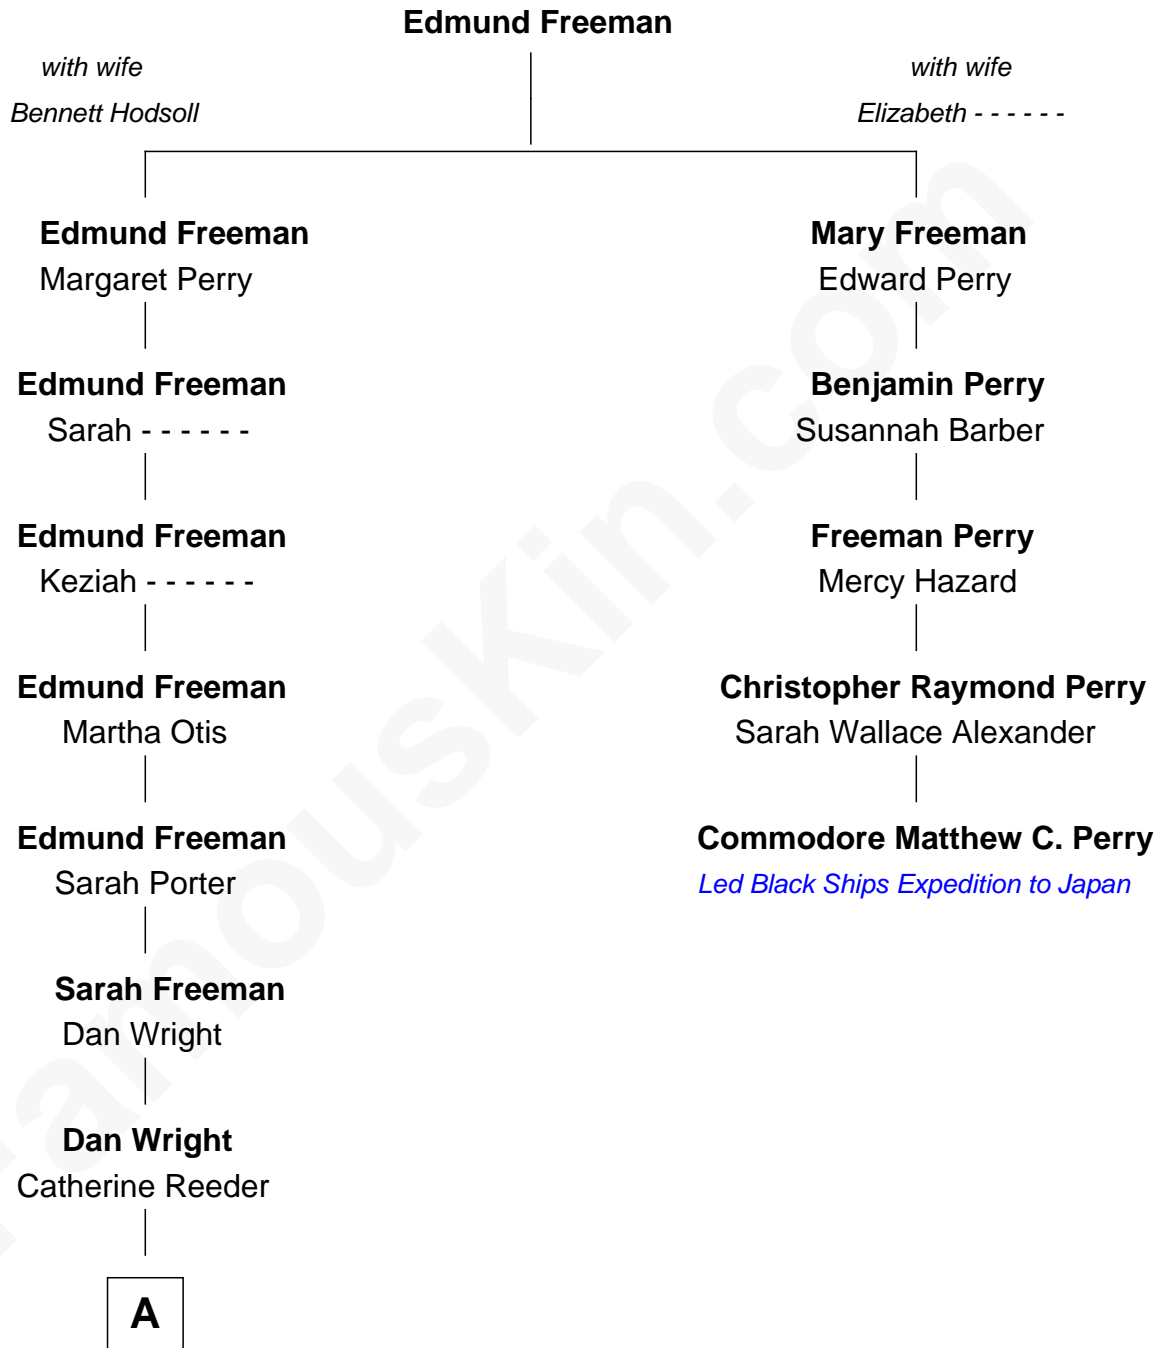 Edmund Freeman
with wife
Bennett Hodsoll
with wife
Elizabeth - - - - - -
Edmund Freeman
Margaret Perry
Mary Freeman
Edward Perry
Edmund Freeman
Sarah - - - - - -
Benjamin Perry
Susannah Barber
Edmund Freeman
Keziah - - - - - -
Freeman Perry
Mercy Hazard
Edmund Freeman
Martha Otis
Christopher Raymond Perry
Sarah Wallace Alexander
Edmund Freeman
Sarah Porter
Commodore Matthew C. Perry
Led Black Ships Expedition to Japan
Sarah Freeman
Dan Wright
Dan Wright
Catherine Reeder
A
FamousKin.com